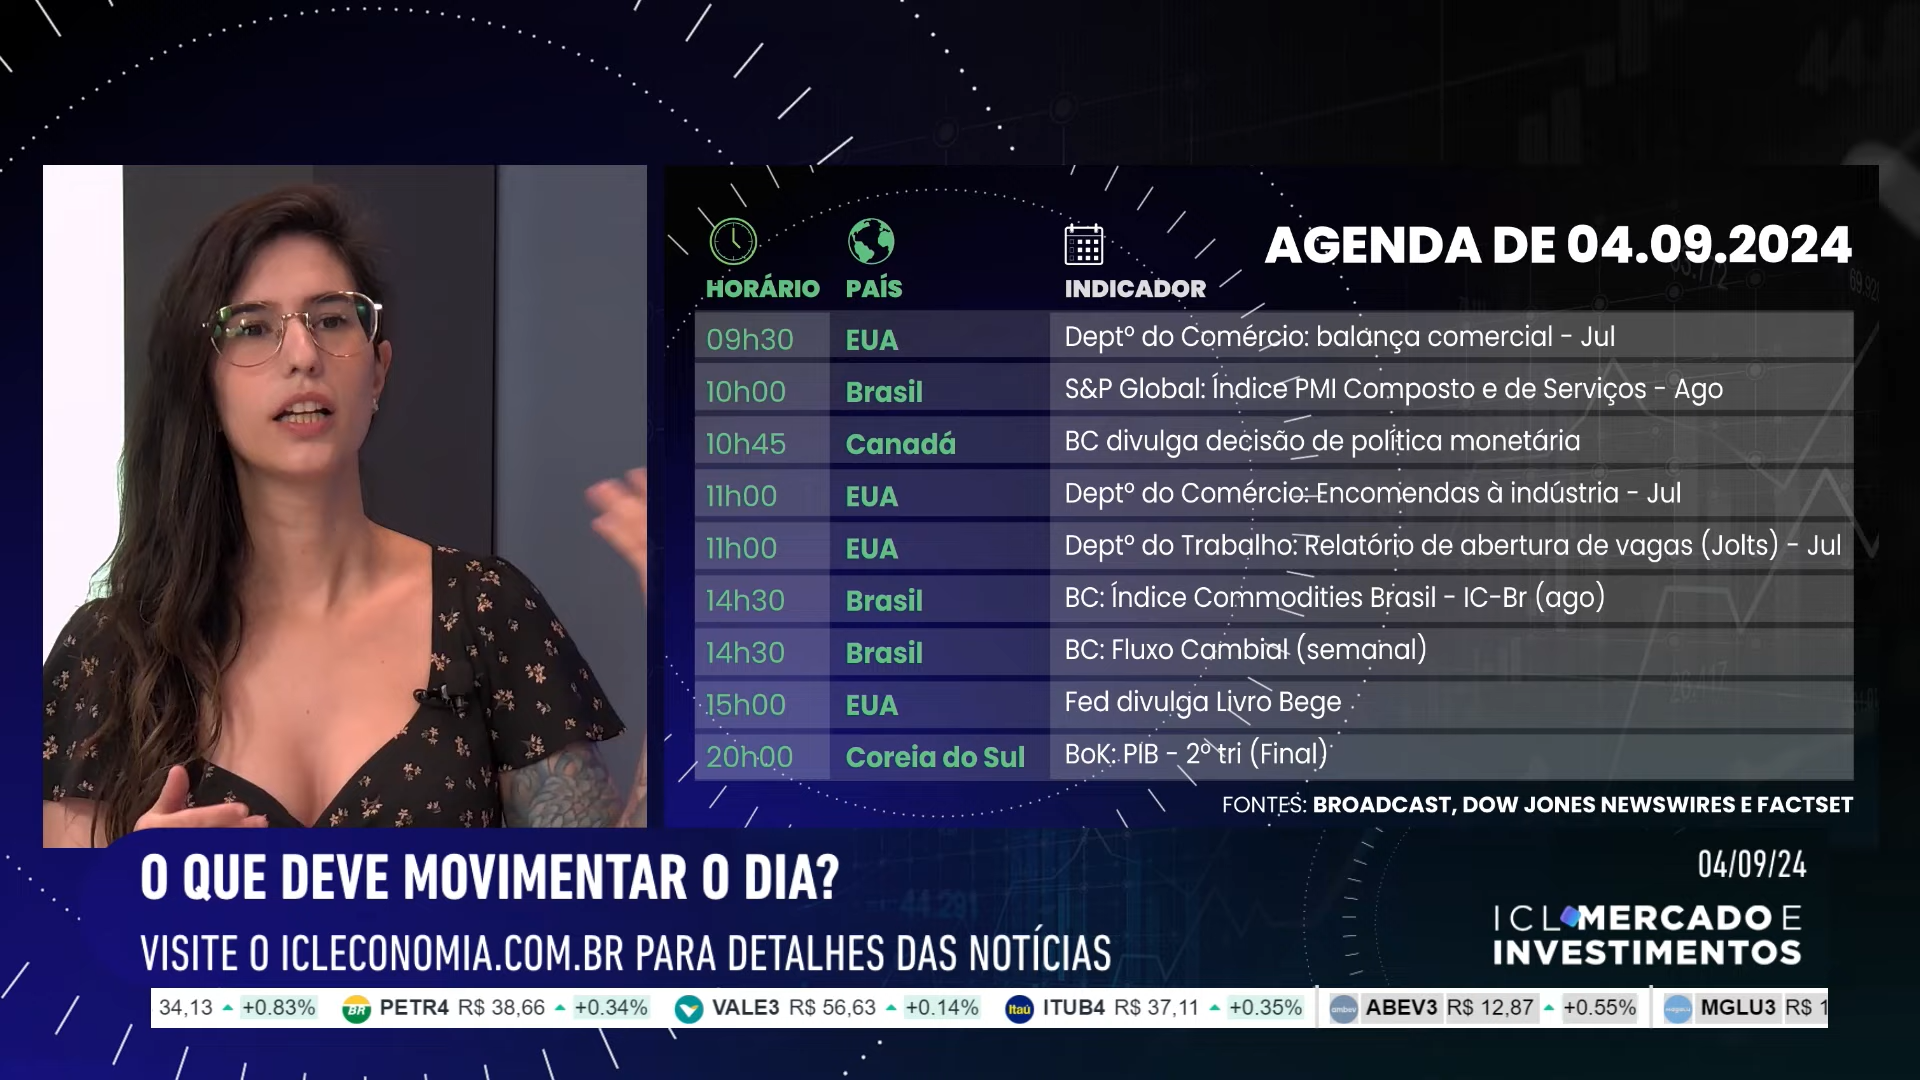 AGENDA DE 04.09.2024
HORÁRIO PAÍS INDICADOR
09h30 EUA Deptº do Comércio: balança comercial - Jul
10h00 Brasil S&P Global: Índice PMI Composto e de Serviços - Ago
10h45 Canadá BC divulga decisão de política monetária
11h00 EUA Deptº do Comércio: Encomendas à indústria - Jul
11h00 EUA Deptº do Trabalho: Relatório de abertura de vagas (Jolts) - Jul
14h30 Brasil BC: Índice Commodities Brasil - IC-Br (ago)
14h30 Brasil BC: Fluxo Cambial (semanal)
15h00 EUA Fed divulga Livro Bege
20h00 Coreia do Sul BoK: PIB - 2º tri (Final)
FONTES: BROADCAST, DOW JONES NEWSWIRES E FACTSET
O QUE DEVE MOVIMENTAR O DIA?
VISITE O ICLECONOMIA.COM.BR PARA DETALHES DAS NOTÍCIAS
04/09/24
ICL MERCADO E
INVESTIMENTOS
34,13 +0.83% BR PETR4 R$ 38,66 +0.34% VALE3 R$ 56,63 +0.14% Itaú ITUB4 R$ 37,11 +0.35% ambev ABEV3 R$ 12,87 +0.55% MGLU3 R$ 1